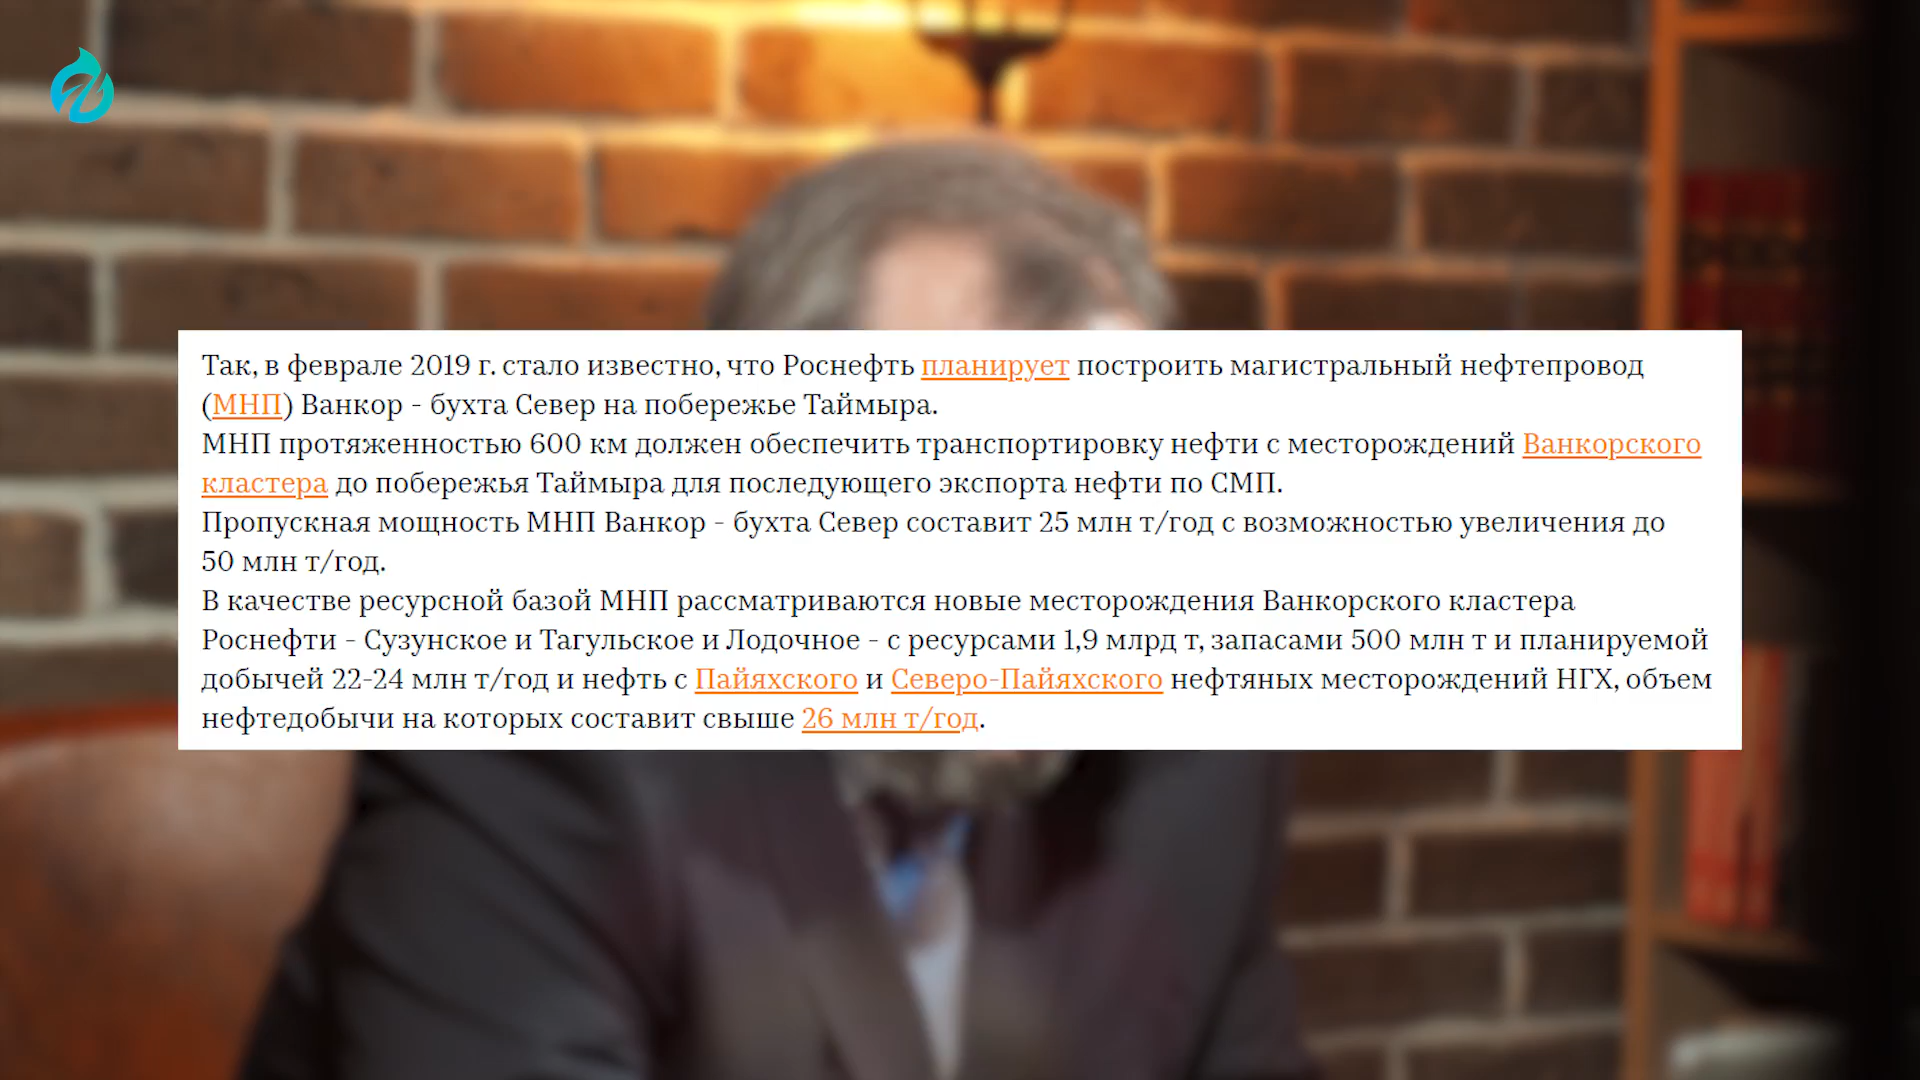 Так, в феврале 2019 г. стало известно, что Роснефть планирует построить магистральный нефтепровод
(МНП) Ванкор - бухта Север на побережье Таймыра.
МНП протяженностью 600 км должен обеспечить транспортировку нефти с месторождений Ванкорского
кластера до побережья Таймыра для последующего экспорта нефти по СМП.
Пропускная мощность МНП Ванкор - бухта Север составит 25 млн т/год с возможностью увеличения до
50 млн т/год.
В качестве ресурсной базой МНП рассматриваются новые месторождения Ванкорского кластера
Роснефти - Сузунское и Тагульское и Лодочное - с ресурсами 1,9 млрд т, запасами 500 млн т и планируемой
добычей 22-24 млн т/год и нефть с Пайяхского и Северо-Пайяхского нефтяных месторождений НГХ, объем
нефтедобычи на которых составит свыше 26 млн т/год.